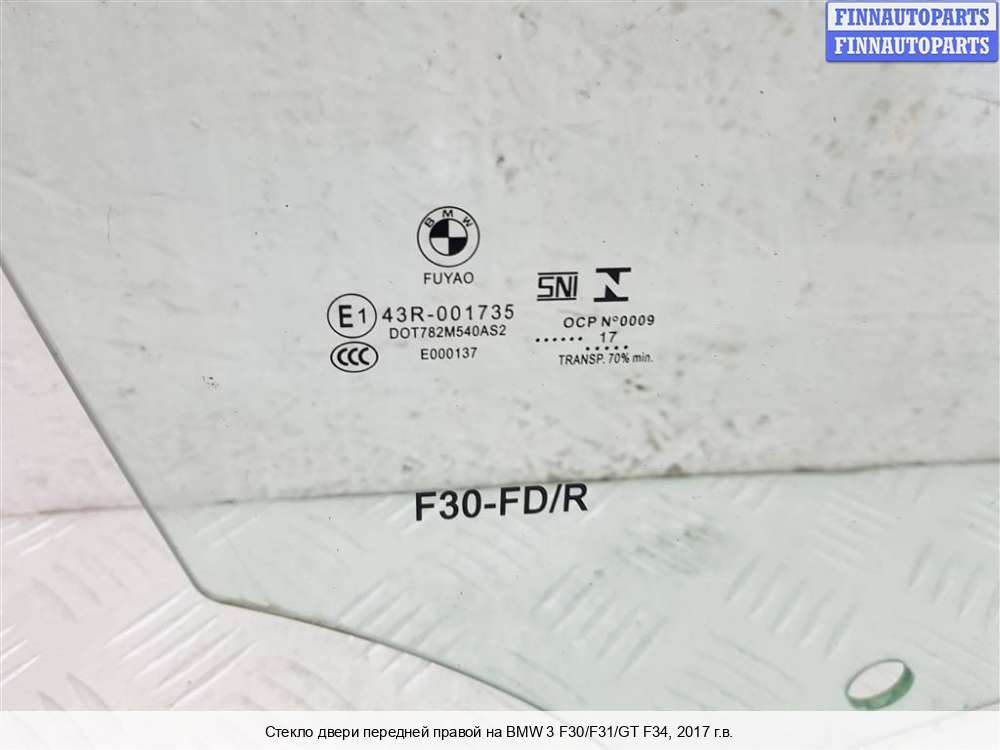 FINNAUTOPARTS
FINNAUTOPARTS
BMW
FUYAO
SNI
E1 43R-001735
DOT782M540AS2
CCC E000137
OCP Nº0009
...... 17 .....
TRANSP. 70% min.
F30-FD/R
Стекло двери передней правой на BMW 3 F30/F31/GT F34, 2017 г.в.